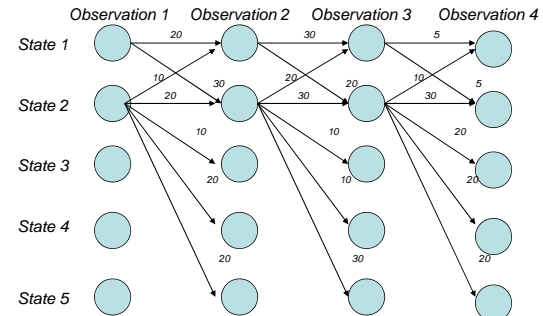 Observation 1 Observation 2 Observation 3 Observation 4
State 1 20 30 5
10 30 20 20 10 5
State 2 20 30 30
10 10 20
State 3 20 10 20
State 4
20 30 20
State 5